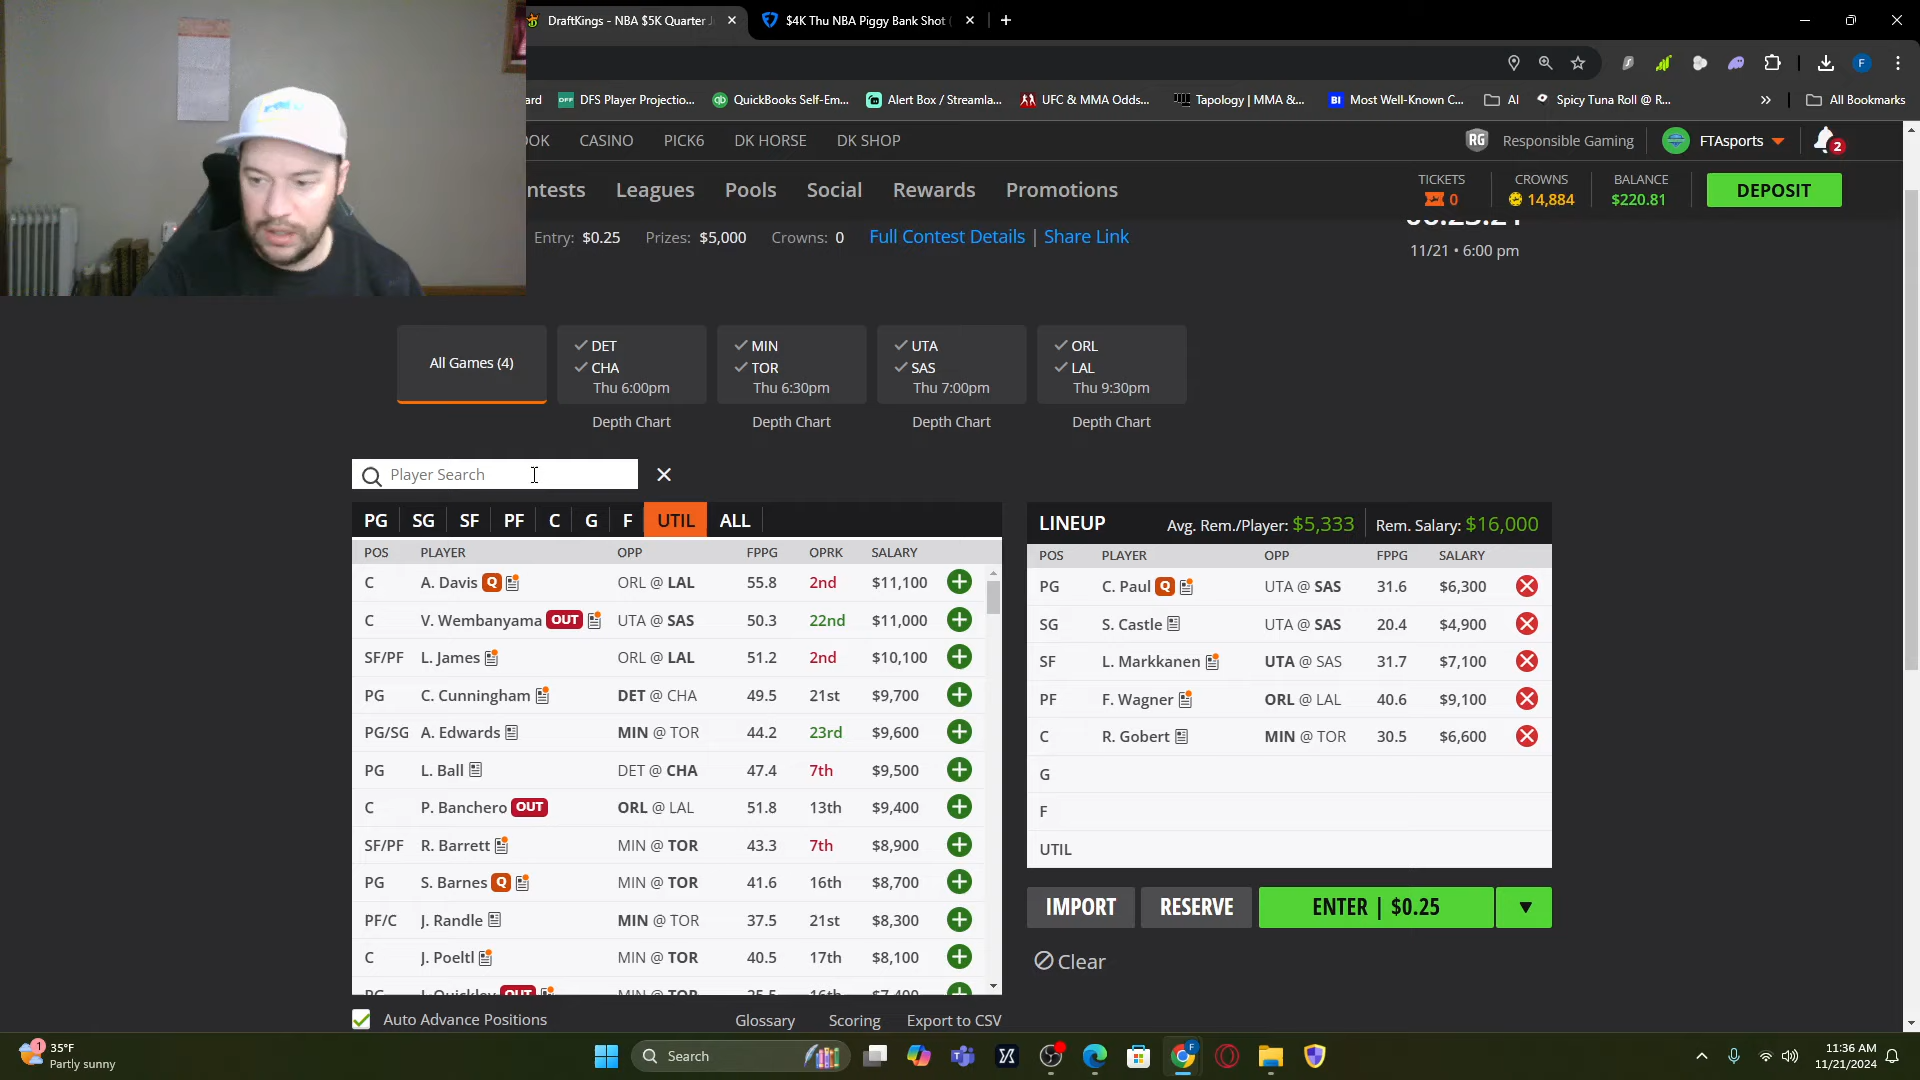 DraftKings - NBA $5K Quarter J
$4K Thu NBA Piggy Bank Shot (
ard
DFS Player Projectio...
QuickBooks Self-Em...
Alert Box / Streamla...
UFC & MMA Odds...
Tapology | MMA &...
BI Most Well-Known C...
AI
Spicy Tuna Roll @ R...
All Bookmarks
OOK CASINO PICK6 DK HORSE DK SHOP
RG Responsible Gaming FTAsports 2
ntests Leagues Pools Social Rewards Promotions
TICKETS CROWNS BALANCE
0 14,884 $220.81
DEPOSIT
Entry: $0.25 Prizes: $5,000 Crowns: 0 Full Contest Details | Share Link
11/21 • 6:00 pm
All Games (4)
DET
CHA
Thu 6:00pm
Depth Chart
MIN
TOR
Thu 6:30pm
Depth Chart
UTA
SAS
Thu 7:00pm
Depth Chart
ORL
LAL
Thu 9:30pm
Depth Chart
Player Search
PG SG SF PF C G F UTIL ALL
POS PLAYER OPP FPPG OPRK SALARY
C A. Davis Q ORL @ LAL 55.8 2nd $11,100
C V. Wembanyama OUT UTA @ SAS 50.3 22nd $11,000
SF/PF L. James ORL @ LAL 51.2 2nd $10,100
PG C. Cunningham DET @ CHA 49.5 21st $9,700
PG/SG A. Edwards MIN @ TOR 44.2 23rd $9,600
PG L. Ball DET @ CHA 47.4 7th $9,500
C P. Banchero OUT ORL @ LAL 51.8 13th $9,400
SF/PF R. Barrett MIN @ TOR 43.3 7th $8,900
PG S. Barnes Q MIN @ TOR 41.6 16th $8,700
PF/C J. Randle MIN @ TOR 37.5 21st $8,300
C J. Poeltl MIN @ TOR 40.5 17th $8,100
PG I. Quickley OUT MIN @ TOR 25.5 16th $7,400
Auto Advance Positions Glossary Scoring Export to CSV
LINEUP Avg. Rem./Player: $5,333 Rem. Salary: $16,000
POS PLAYER OPP FPPG SALARY
PG C. Paul Q UTA @ SAS 31.6 $6,300
SG S. Castle UTA @ SAS 20.4 $4,900
SF L. Markkanen UTA @ SAS 31.7 $7,100
PF F. Wagner ORL @ LAL 40.6 $9,100
C R. Gobert MIN @ TOR 30.5 $6,600
G
F
UTIL
IMPORT RESERVE ENTER | $0.25
Clear
1
35°F
Partly sunny
Search
11:36 AM
11/21/2024